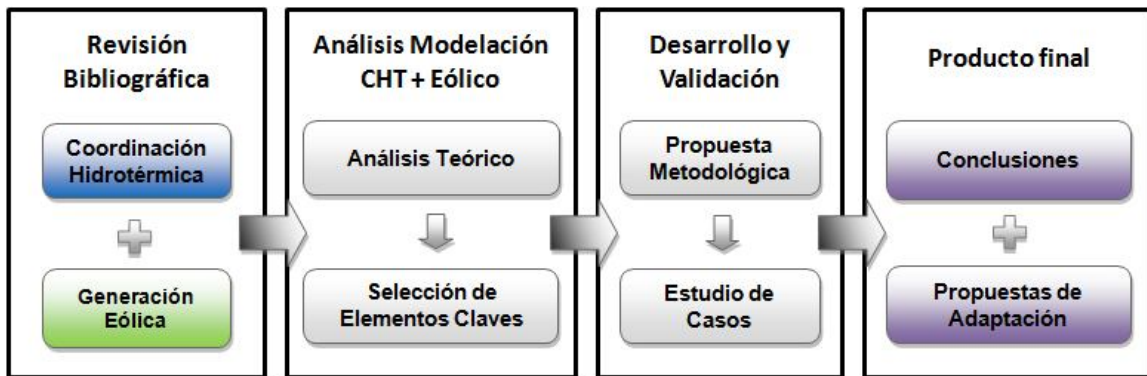 Revisión
Bibliográfica
Coordinación
Hidrotérmica
Generación
Eólica
Análisis Modelación
CHT + Eólico
Análisis Teórico
Selección de
Elementos Claves
Desarrollo y
Validación
Propuesta
Metodológica
Estudio de
Casos
Producto final
Conclusiones
Propuestas de
Adaptación